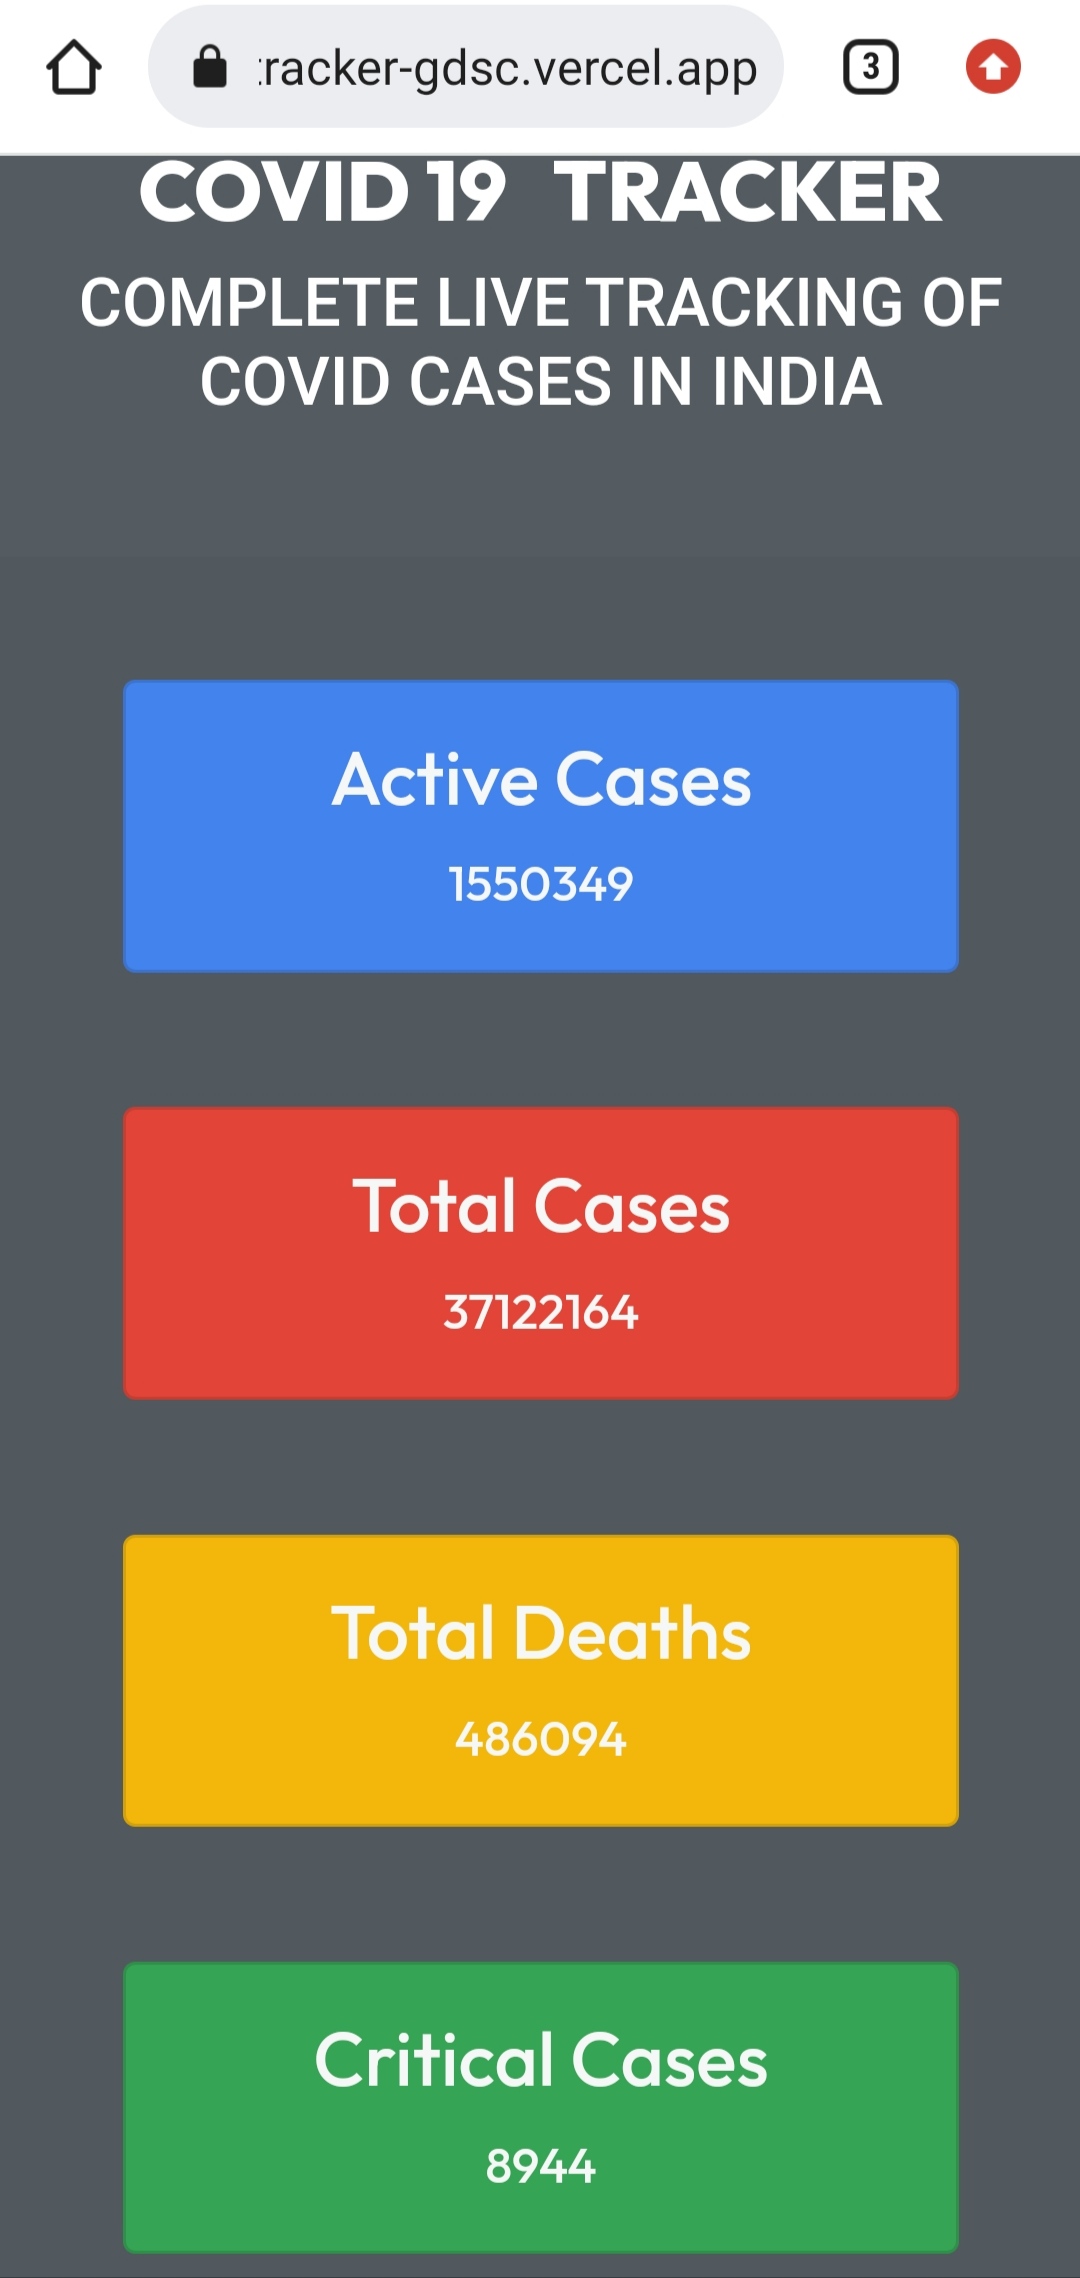 racker-gdsc.vercel.app
3
COVID 19 TRACKER
COMPLETE LIVE TRACKING OF
COVID CASES IN INDIA
Active Cases
1550349
Total Cases
37122164
Total Deaths
486094
Critical Cases
8944